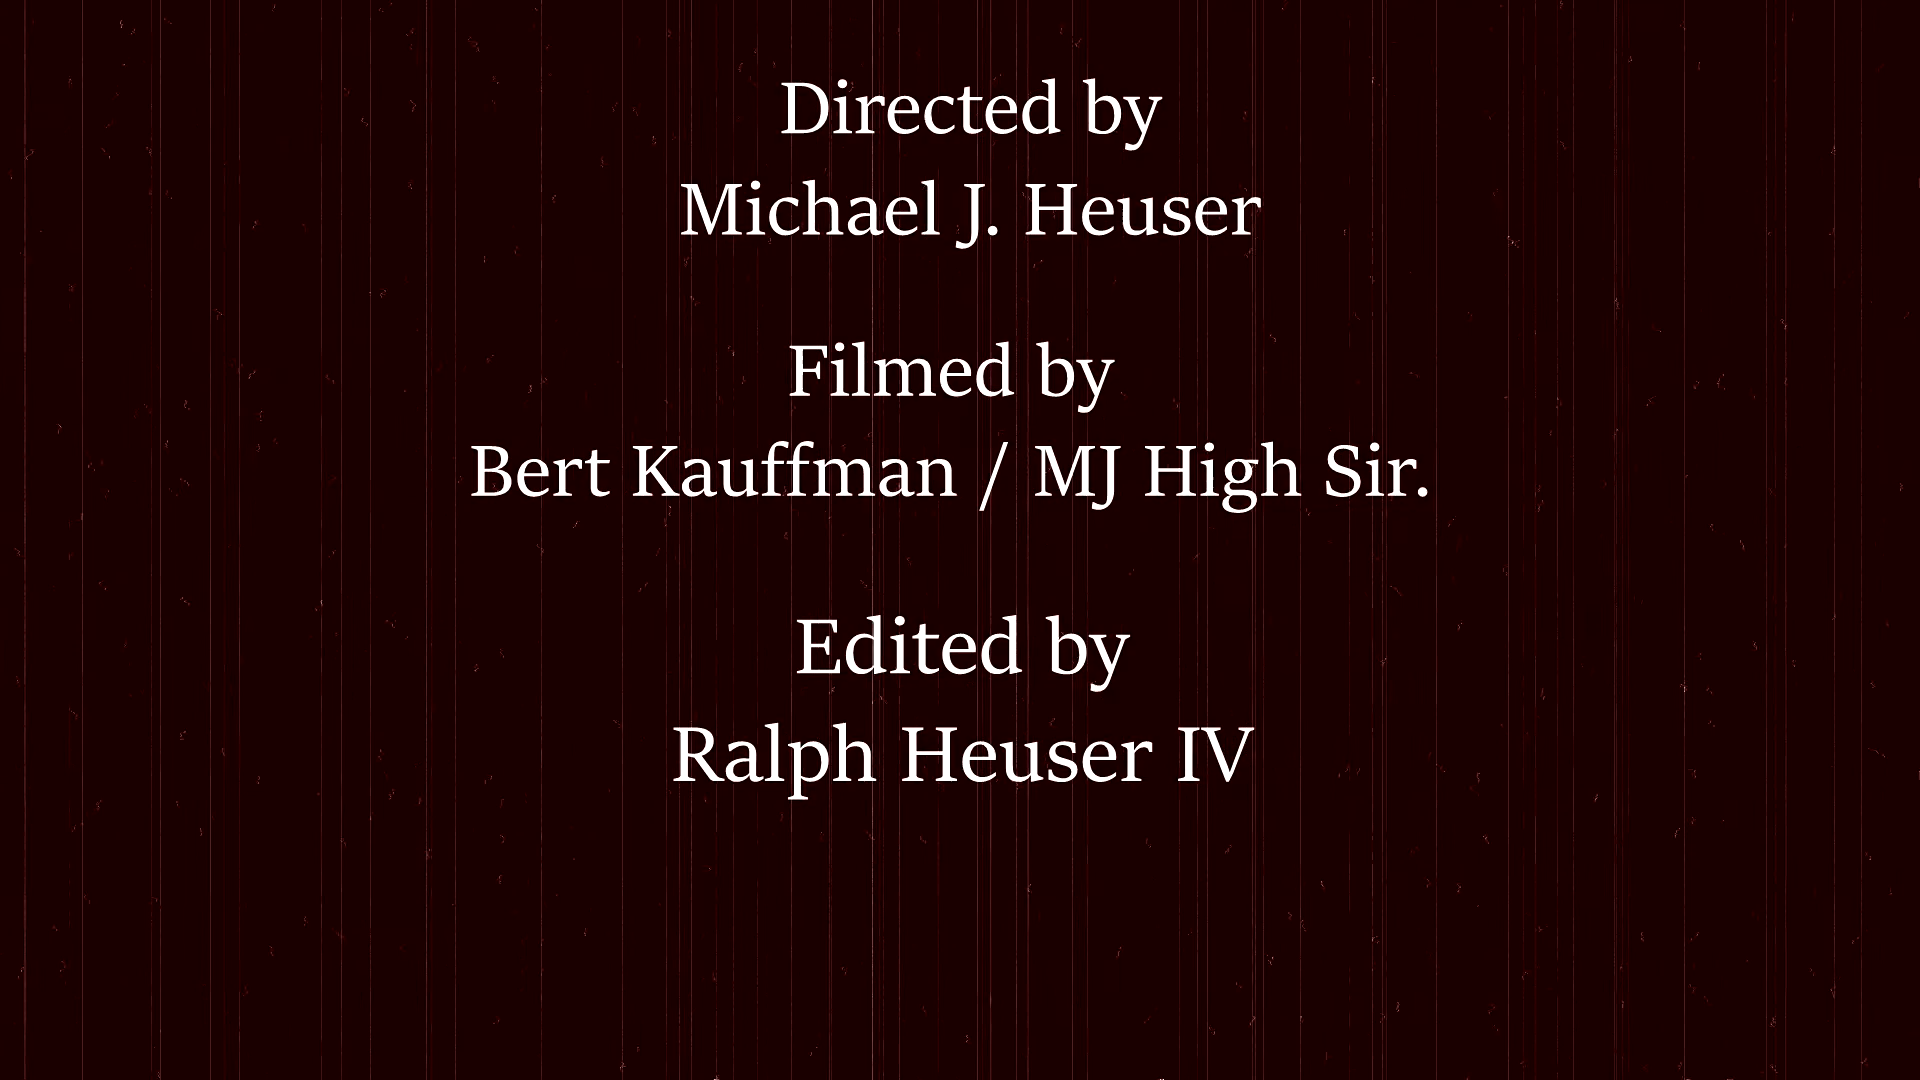 Directed by
Michael J. Heuser
Filmed by
Bert Kauffman / MJ High Sir.
Edited by
Ralph Heuser IV